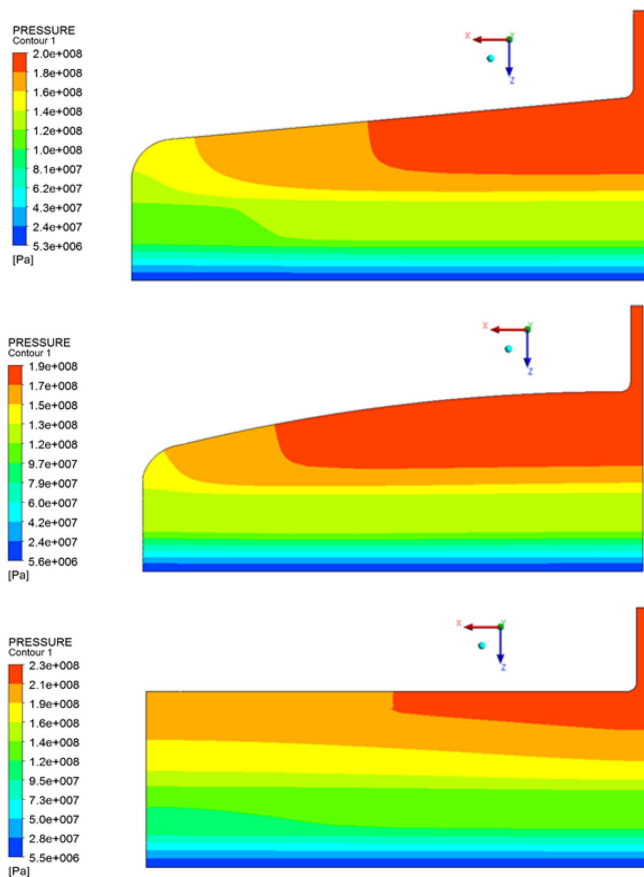 PRESSURE
Contour 1
2.0e+008
1.8e+008
1.6e+008
1.2e+008
1.0e+008
8.1e+007
6.2e+007
4.3e+007
2.4e+007
5.3e+006
[Pa]
X
Y
Z
PRESSURE
Contour 1
1.9e+008
1.7e+008
1.5e+008
1.3e+008
1.2e+008
9.7e+007
7.9e+007
6.0e+007
4.2e+007
2.4e+007
5.6e+006
[Pa]
X
Y
Z
PRESSURE
Contour 1
2.3e+008
2.1e+008
1.9e+008
1.6e+008
1.4e+008
1.2e+008
9.5e+007
7.3e+007
5.0e+007
2.8e+007
5.5e+006
[Pa]
X
Y
Z